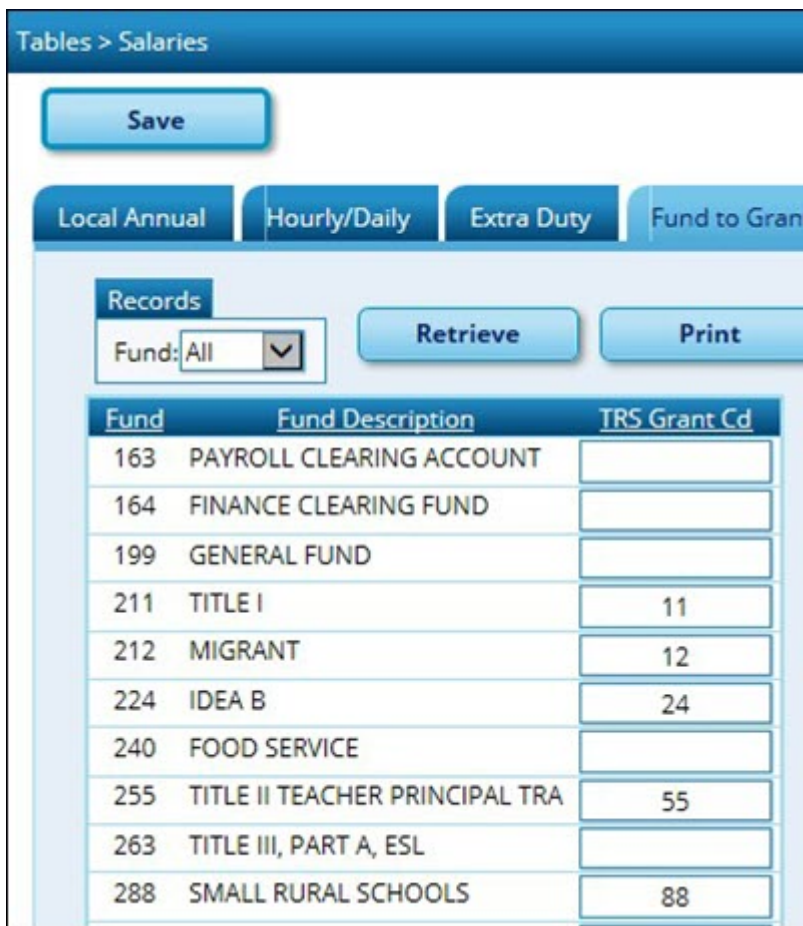 Tables > Salaries
Save
Local Annual Hourly/Daily Extra Duty Fund to Gran
Records
Fund: All Retrieve Print
Fund Fund Description TRS Grant Cd
163 PAYROLL CLEARING ACCOUNT
164 FINANCE CLEARING FUND
199 GENERAL FUND
211 TITLE I 11
212 MIGRANT 12
224 IDEA B 24
240 FOOD SERVICE
255 TITLE II TEACHER PRINCIPAL TRA 55
263 TITLE III, PART A, ESL
288 SMALL RURAL SCHOOLS 88